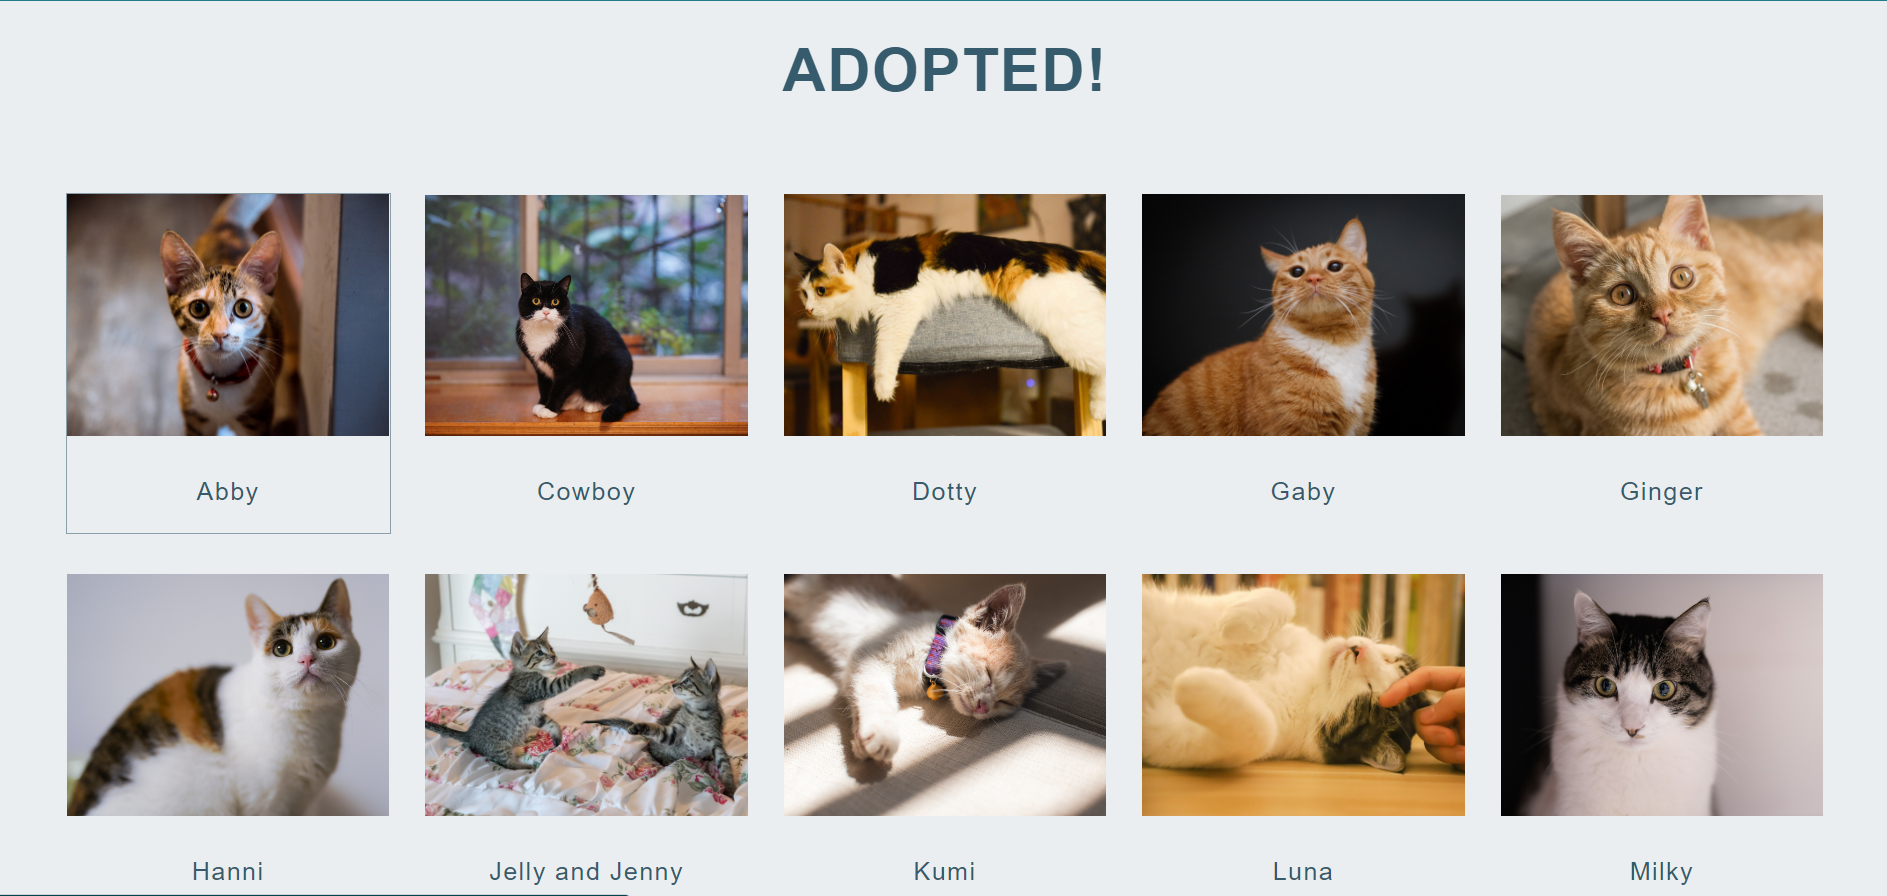 ADOPTED!
Abby
Cowboy
Dotty
Gaby
Ginger
Hanni
Jelly and Jenny
Kumi
Luna
Milky